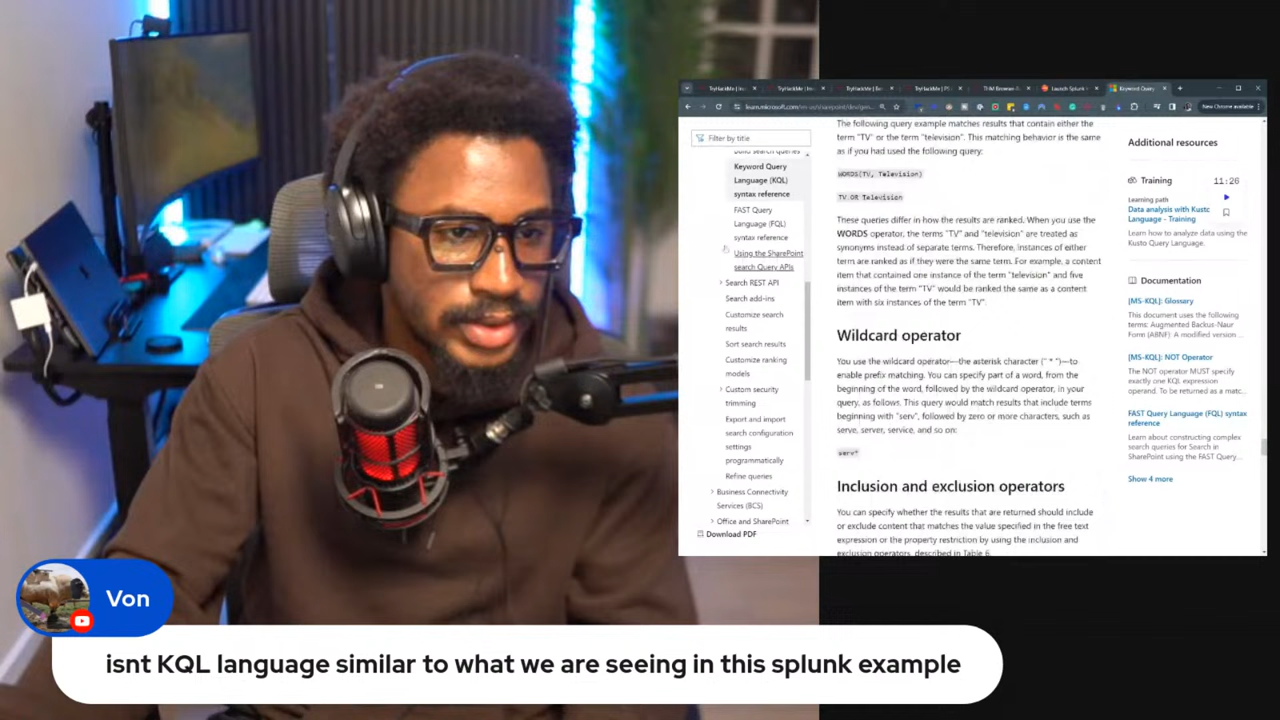 TryHackMe |
TryHackMe |
TryHackMe |
TryHackMe |
Launch Splunk
Keyword Query
New Chrome available
Filter by title
Build search queries
Keyword Query
Language (KQL)
syntax reference
FAST Query
Language (FQL)
syntax reference
Using the SharePoint
search Query APIs
Search REST API
Search add-ins
Customize search
results
Sort search results
Customize ranking
models
Custom security
trimming
Export and import
search configuration
settings
programmatically
Refine queries
Business Connectivity
Services (BCS)
Office and SharePoint
Download PDF
The following query example matches results that contain either the
term "TV" or the term "television". This matching behavior is the same
as if you had used the following query:
WORDS(TV, Television)
TV OR Television
These queries differ in how the results are ranked. When you use the
WORDS operator, the terms "TV" and "television" are treated as
synonyms instead of separate terms. Therefore, instances of either
term are ranked as if they were the same term. For example, a content
item that contained one instance of the term "television" and five
instances of the term "TV" would be ranked the same as a content
item with six instances of the term "TV".
Wildcard operator
You use the wildcard operator—the asterisk character (" * ")—to
enable prefix matching. You can specify part of a word, from the
beginning of the word, followed by the wildcard operator, in your
query, as follows. This query would match results that include terms
beginning with "serv", followed by zero or more characters, such as
serve, server, service, and so on:
serv*
Inclusion and exclusion operators
You can specify whether the results that are returned should include
or exclude content that matches the value specified in the free text
expression or the property restriction by using the inclusion and
exclusion operators, described in Table 6.
Additional resources
Training
11:26
Learning path
Data analysis with Kusto
Language - Training
Learn how to analyze data using the
Kusto Query Language.
Documentation
[MS-KQL]: Glossary
This document uses the following
terms: Augmented Backus-Naur
Form (ABNF): A modified version ...
[MS-KQL]: NOT Operator
The NOT operator MUST specify
exactly one KQL expression
operand. To be returned as a matc...
FAST Query Language (FQL) syntax
reference
Learn about constructing complex
search queries for Search in
SharePoint using the FAST Query...
Show 4 more
Von
isnt KQL language similar to what we are seeing in this splunk example